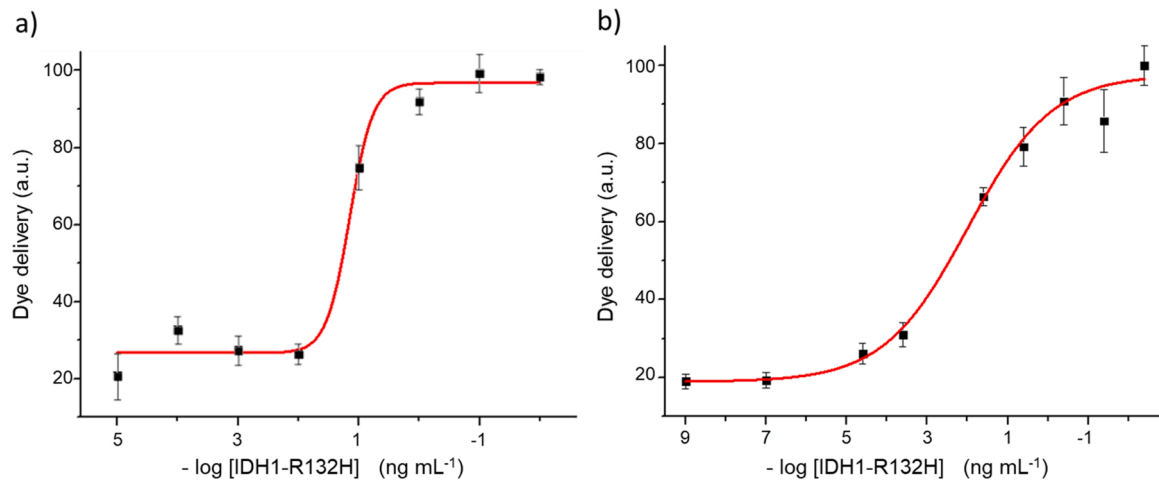 a)
Dye delivery (a.u.)
100
80
60
40
20
5 3 1 -1
- log [IDH1-R132H] (ng mL⁻¹)
b)
Dye delivery (a.u.)
100
80
60
40
20
9 7 5 3 1 -1
- log [IDH1-R132H] (ng mL⁻¹)